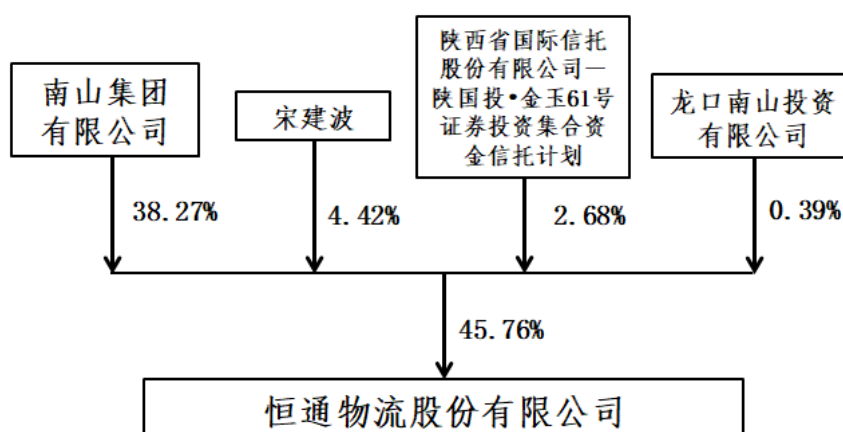 南山集团
有限公司
宋建波
陕西省国际信托
股份有限公司—
陕国投•金玉61号
证券投资集合资
金信托计划
龙口南山投资
有限公司
38.27%
4.42%
2.68%
0.39%
45.76%
恒通物流股份有限公司